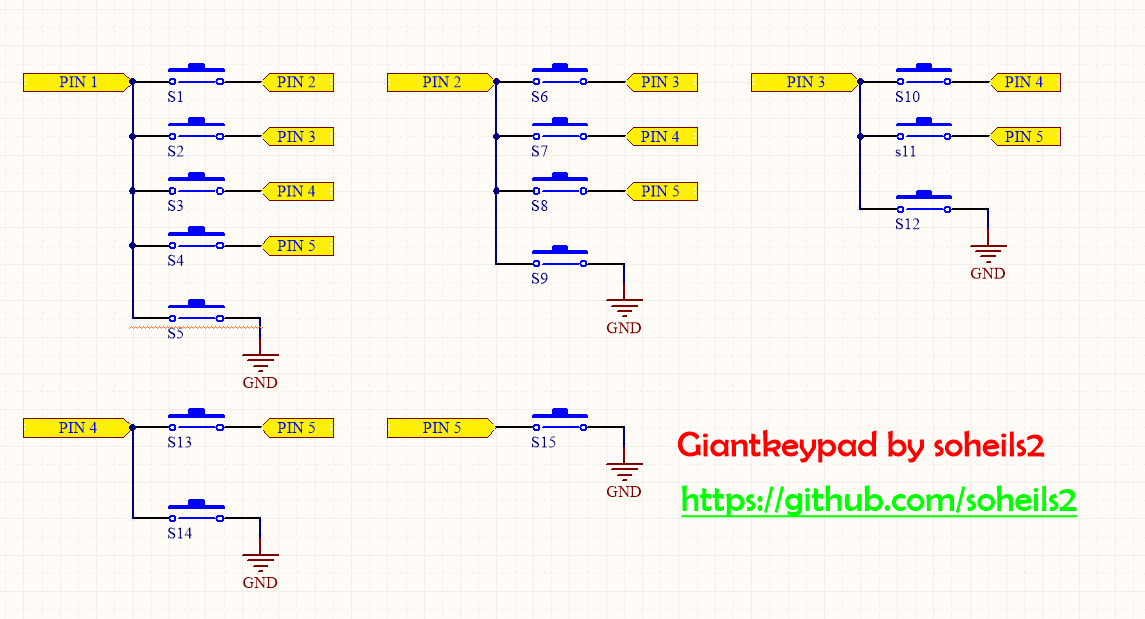 PIN 1 S1 PIN 2
S2 PIN 3
S3 PIN 4
S4 PIN 5
S5
GND
PIN 2 S6 PIN 3
S7 PIN 4
S8 PIN 5
S9
GND
PIN 3 S10 PIN 4
s11 PIN 5
S12
GND
PIN 4 S13 PIN 5
S14
GND
PIN 5 S15
GND
Giantkeypad by soheils2
https://github.com/soheils2